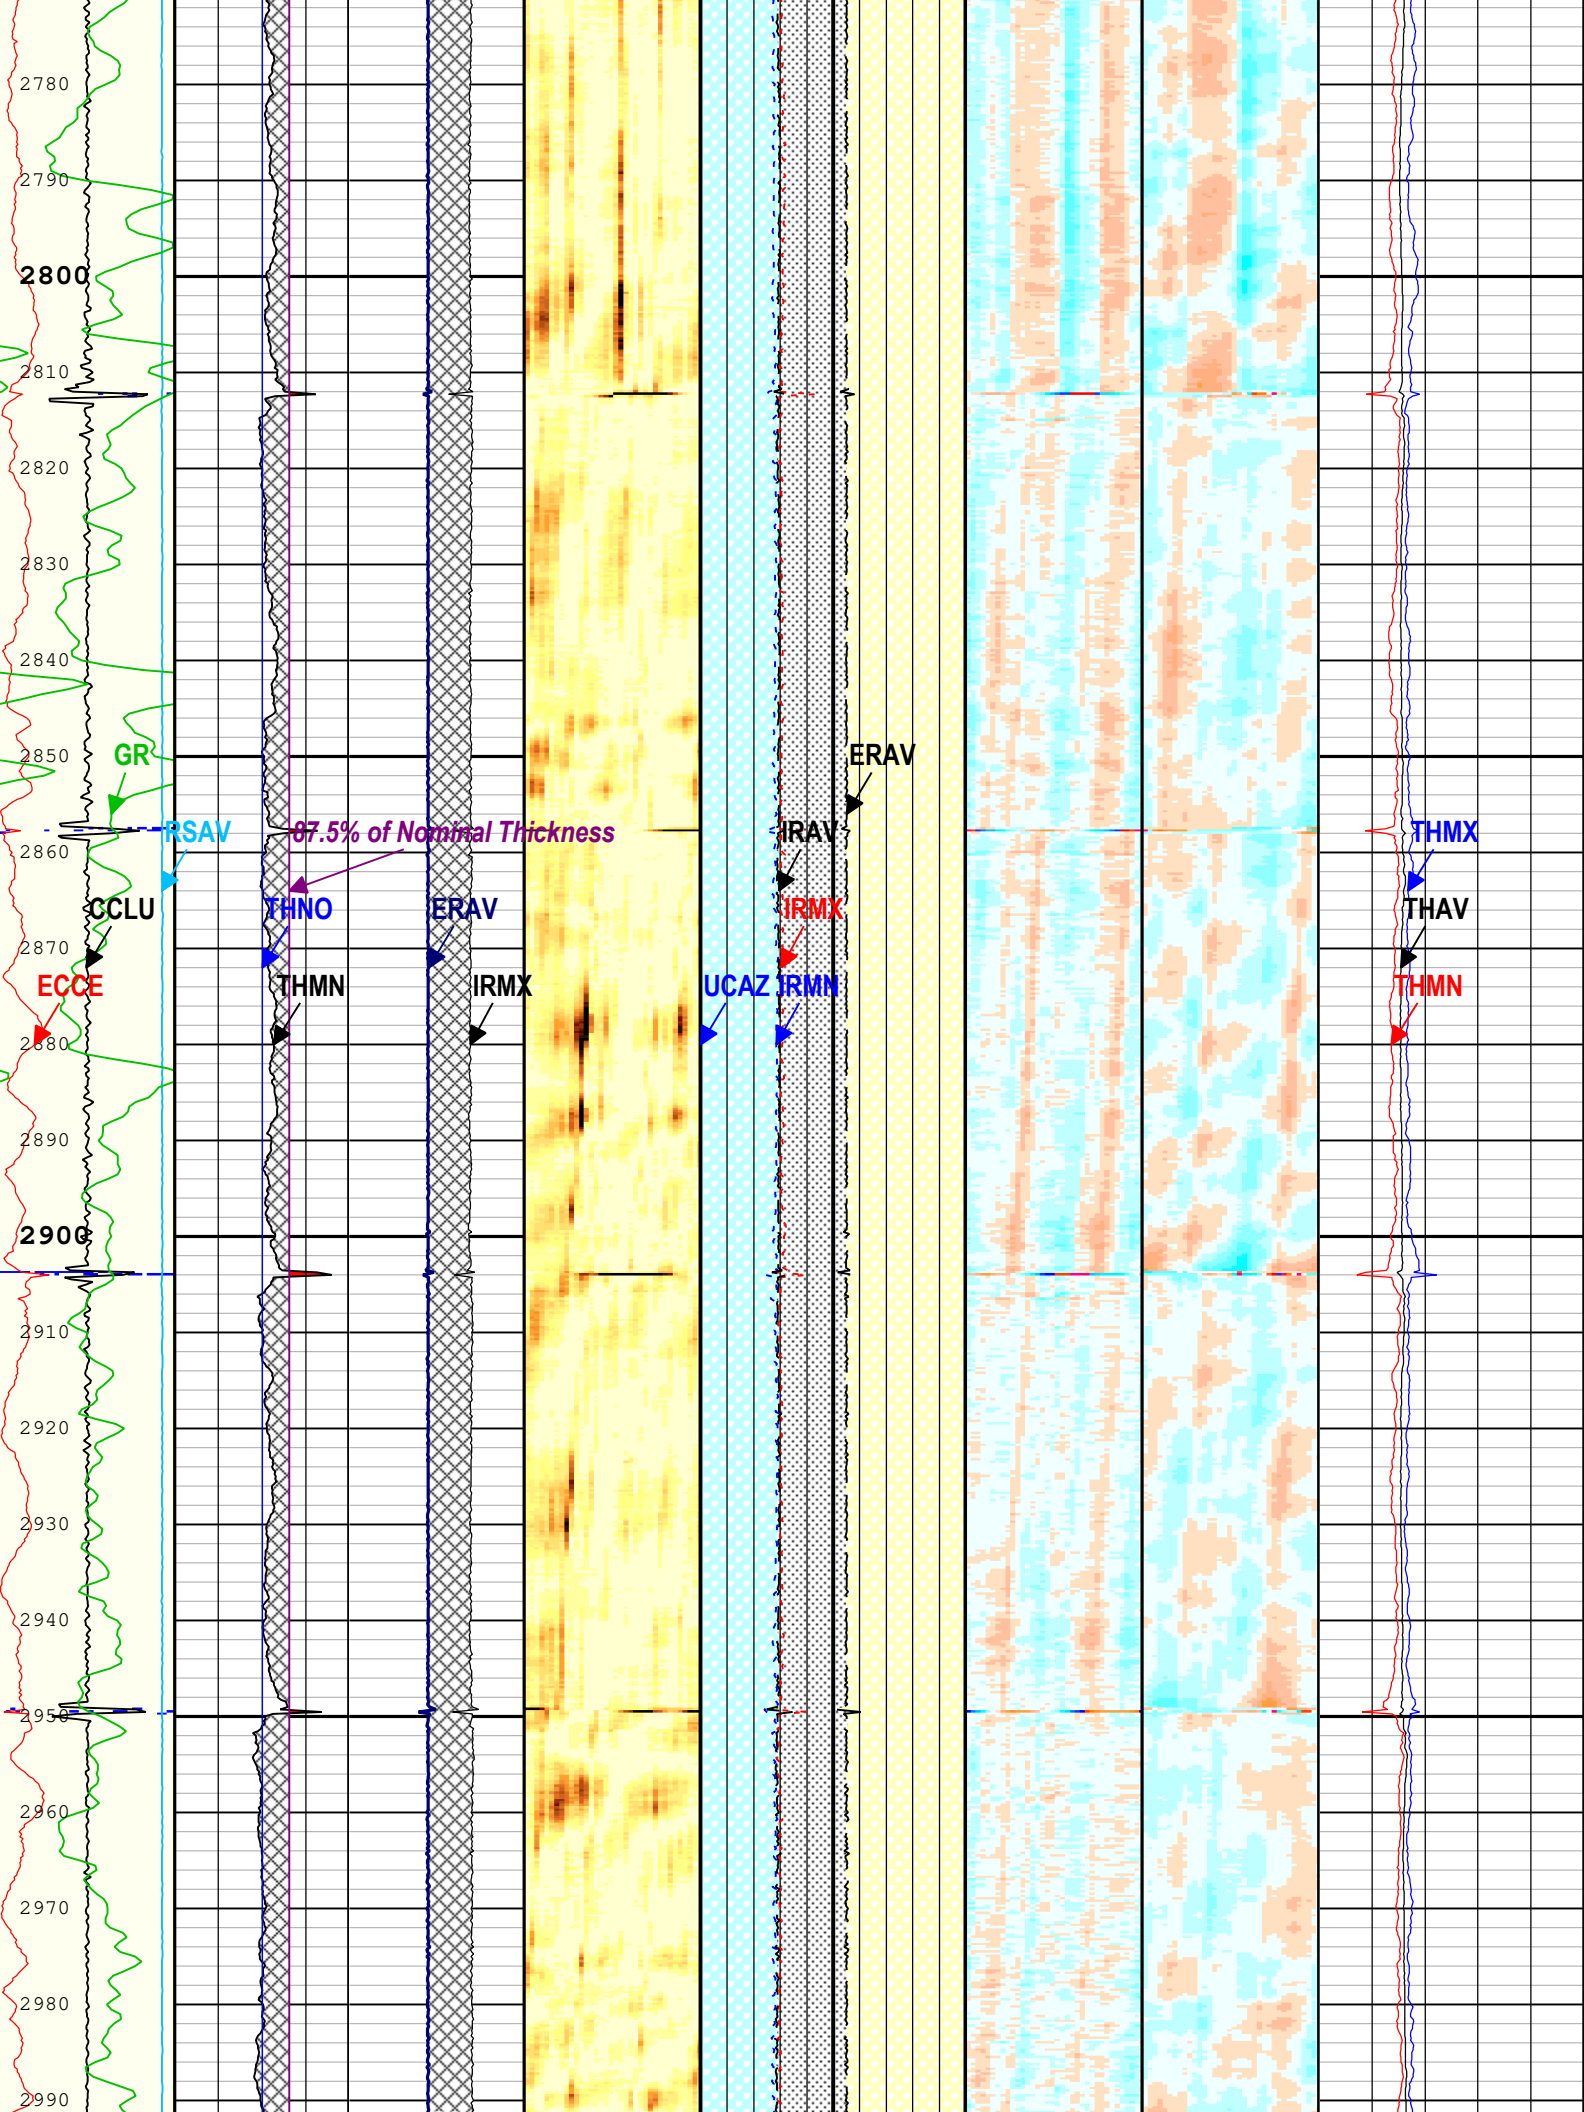 2780
2790
2800
2810
2820
2830
2840
2850
GR
ERAV
RSAV
87.5% of Nominal Thickness
IRAV
THMX
2860
CCLU
THNO
ERAV
IRMX
THAV
2870
ECCE
THMN
IRMX
UCAZ
IRMN
THMN
2880
2890
2900
2910
2920
2930
2940
2950
2960
2970
2980
2990